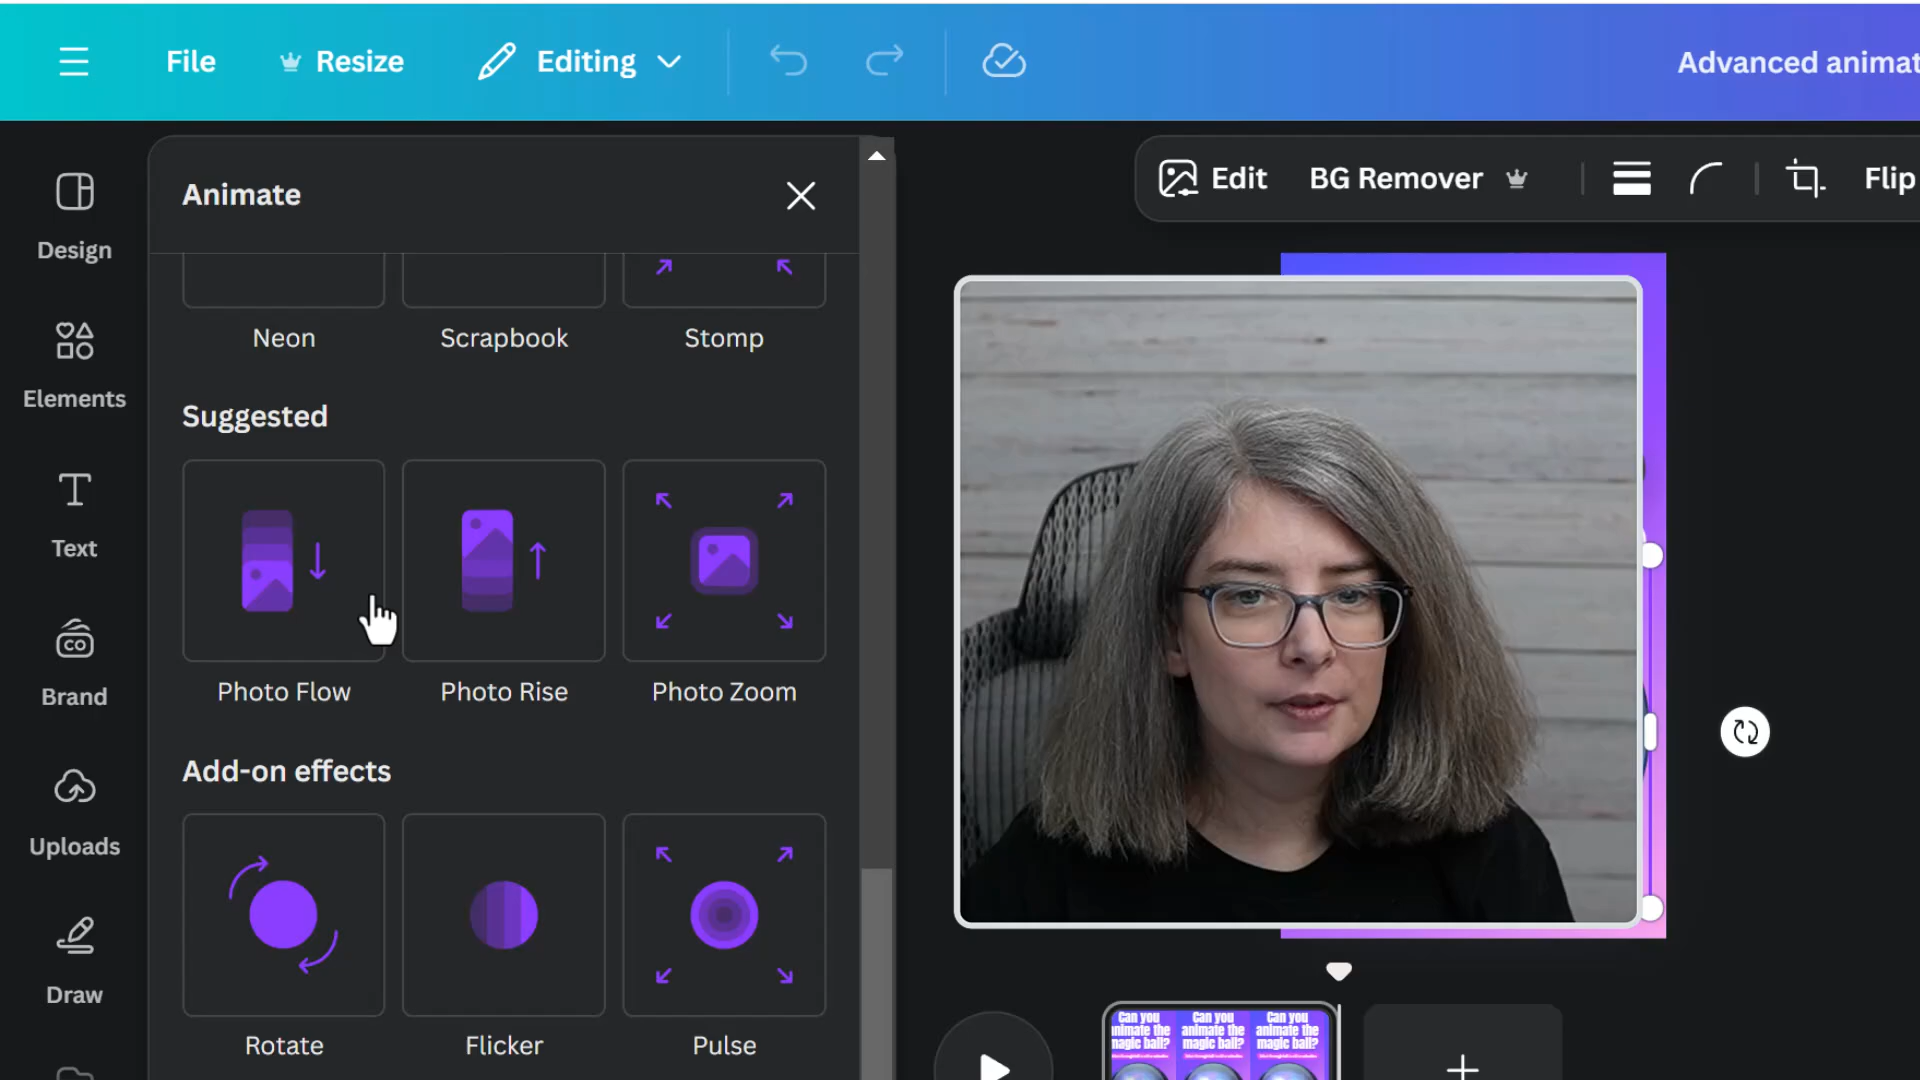 File
Resize
Editing
Advanced animat
Design
Elements
Text
Brand
CO
Uploads
Draw
Animate
Neon
Scrapbook
Stomp
Suggested
Photo Flow
Photo Rise
Photo Zoom
Add-on effects
Rotate
Flicker
Pulse
Edit
BG Remover
Flip
Can you Can you Can you
nimate the animate the animate the
magic ball? magic ball? magic ball?